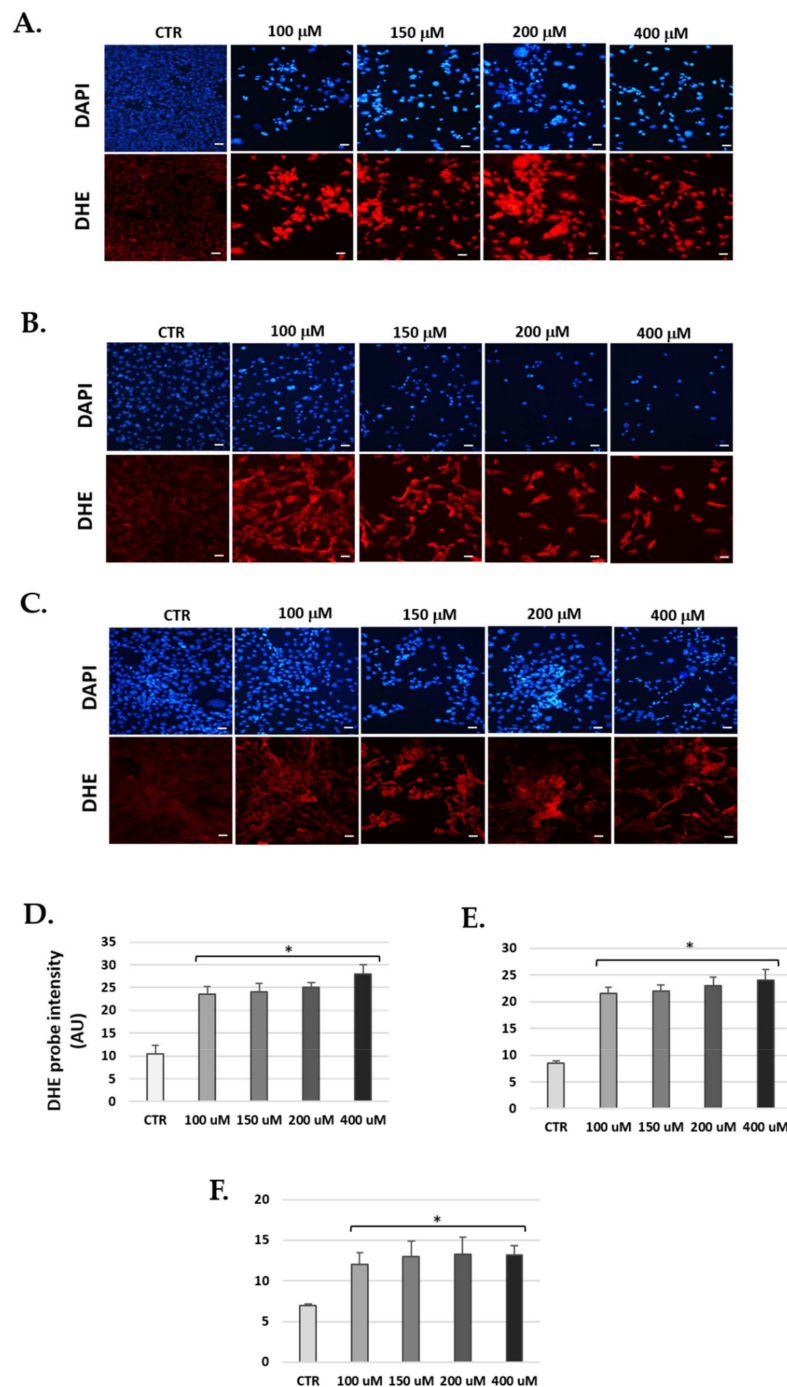 A.
CTR 100 μM 150 μM 200 μM 400 μM
DAPI
DHE
B.
CTR 100 μM 150 μM 200 μM 400 μM
DAPI
DHE
C.
CTR 100 μM 150 μM 200 μM 400 μM
DAPI
DHE
D.
DHE probe intensity
(AU)
35
30
25
20
15
10
5
0
*
CTR 100 uM 150 uM 200 uM 400 uM
E.
30
25
20
15
10
5
0
*
CTR 100 uM 150 uM 200 uM 400 uM
F.
20
15
10
5
0
*
CTR 100 uM 150 uM 200 uM 400 uM